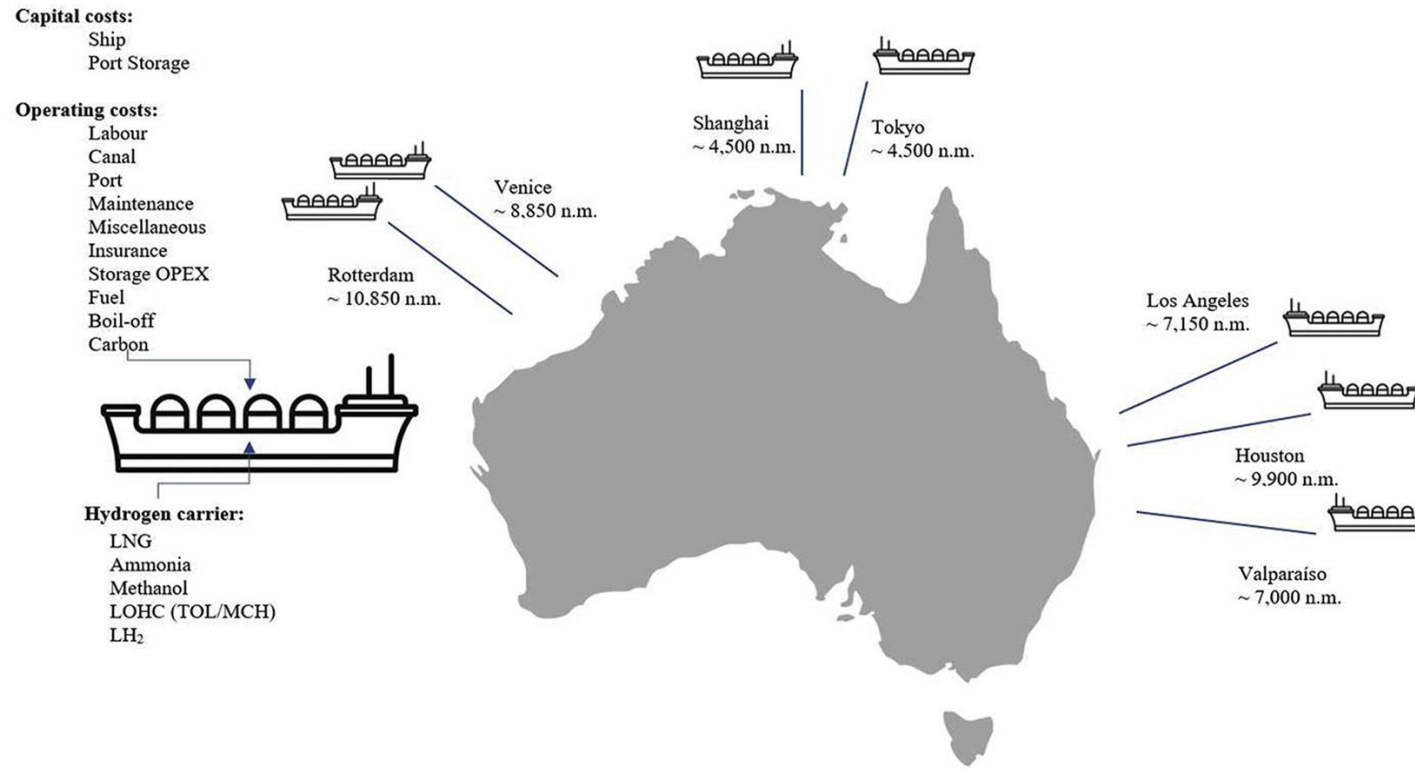 Capital costs:
Ship
Port Storage
Operating costs:
Labour
Canal
Port
Maintenance
Miscellaneous
Insurance
Storage OPEX
Fuel
Boil-off
Carbon
Hydrogen carrier:
LNG
Ammonia
Methanol
LOHC (TOL/MCH)
LH₂
Venice
~ 8,850 n.m.
Rotterdam
~ 10,850 n.m.
Shanghai
~ 4,500 n.m.
Tokyo
~ 4,500 n.m.
Los Angeles
~ 7,150 n.m.
Houston
~ 9,900 n.m.
Valparaíso
~ 7,000 n.m.